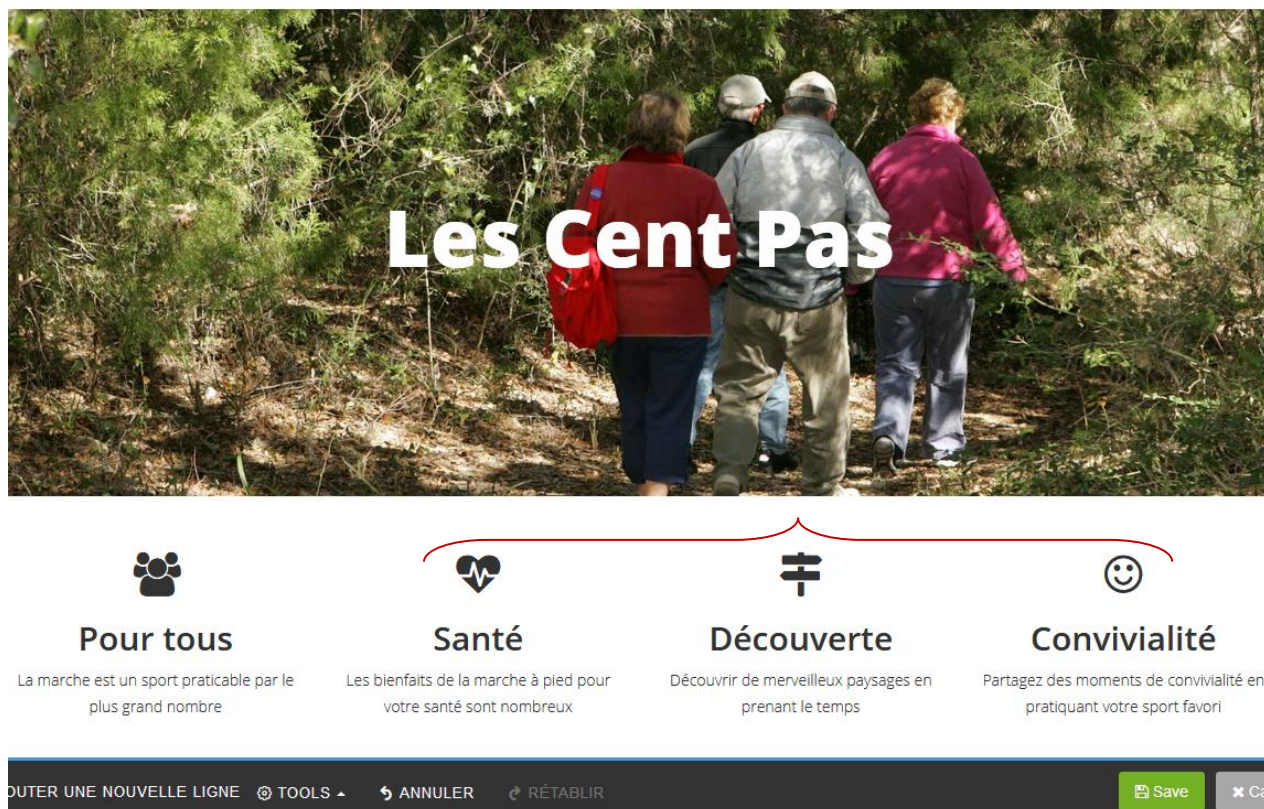 Les Cent Pas
Pour tous
La marche est un sport praticable par le
plus grand nombre
Santé
Les bienfaits de la marche à pied pour
votre santé sont nombreux
Découverte
Découvrir de merveilleux paysages en
prenant le temps
Convivialité
Partagez des moments de convivialité en
pratiquant votre sport favori
OUTER UNE NOUVELLE LIGNE TOOLS ANNULER RÉTABLIR Save Ca